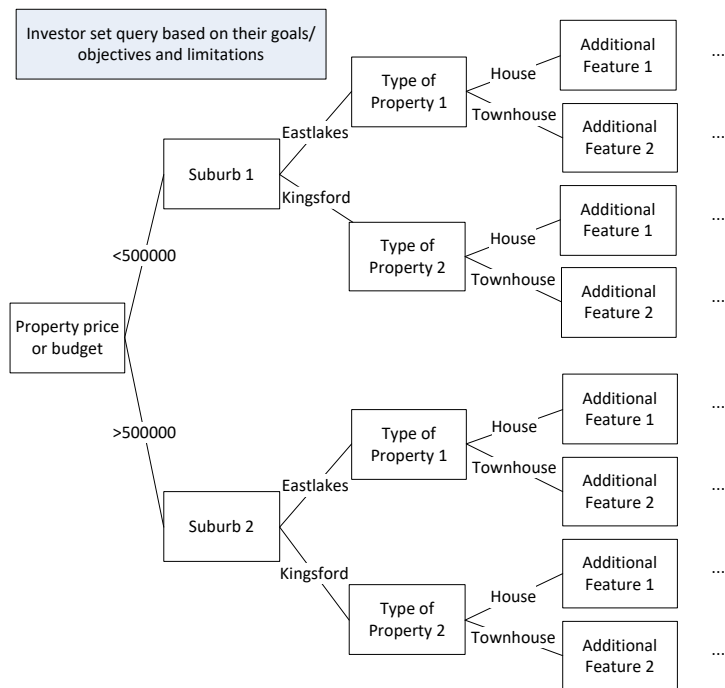 Investor set query based on their goals/
objectives and limitations
Property price
or budget
<500000
>500000
Suburb 1
Eastlakes
Kingsford
Type of
Property 1
House
Townhouse
Additional
Feature 1
...
Additional
Feature 2
...
Type of
Property 2
House
Townhouse
Additional
Feature 1
...
Additional
Feature 2
...
Suburb 2
Eastlakes
Kingsford
Type of
Property 1
House
Townhouse
Additional
Feature 1
...
Additional
Feature 2
...
Type of
Property 2
House
Townhouse
Additional
Feature 1
...
Additional
Feature 2
...